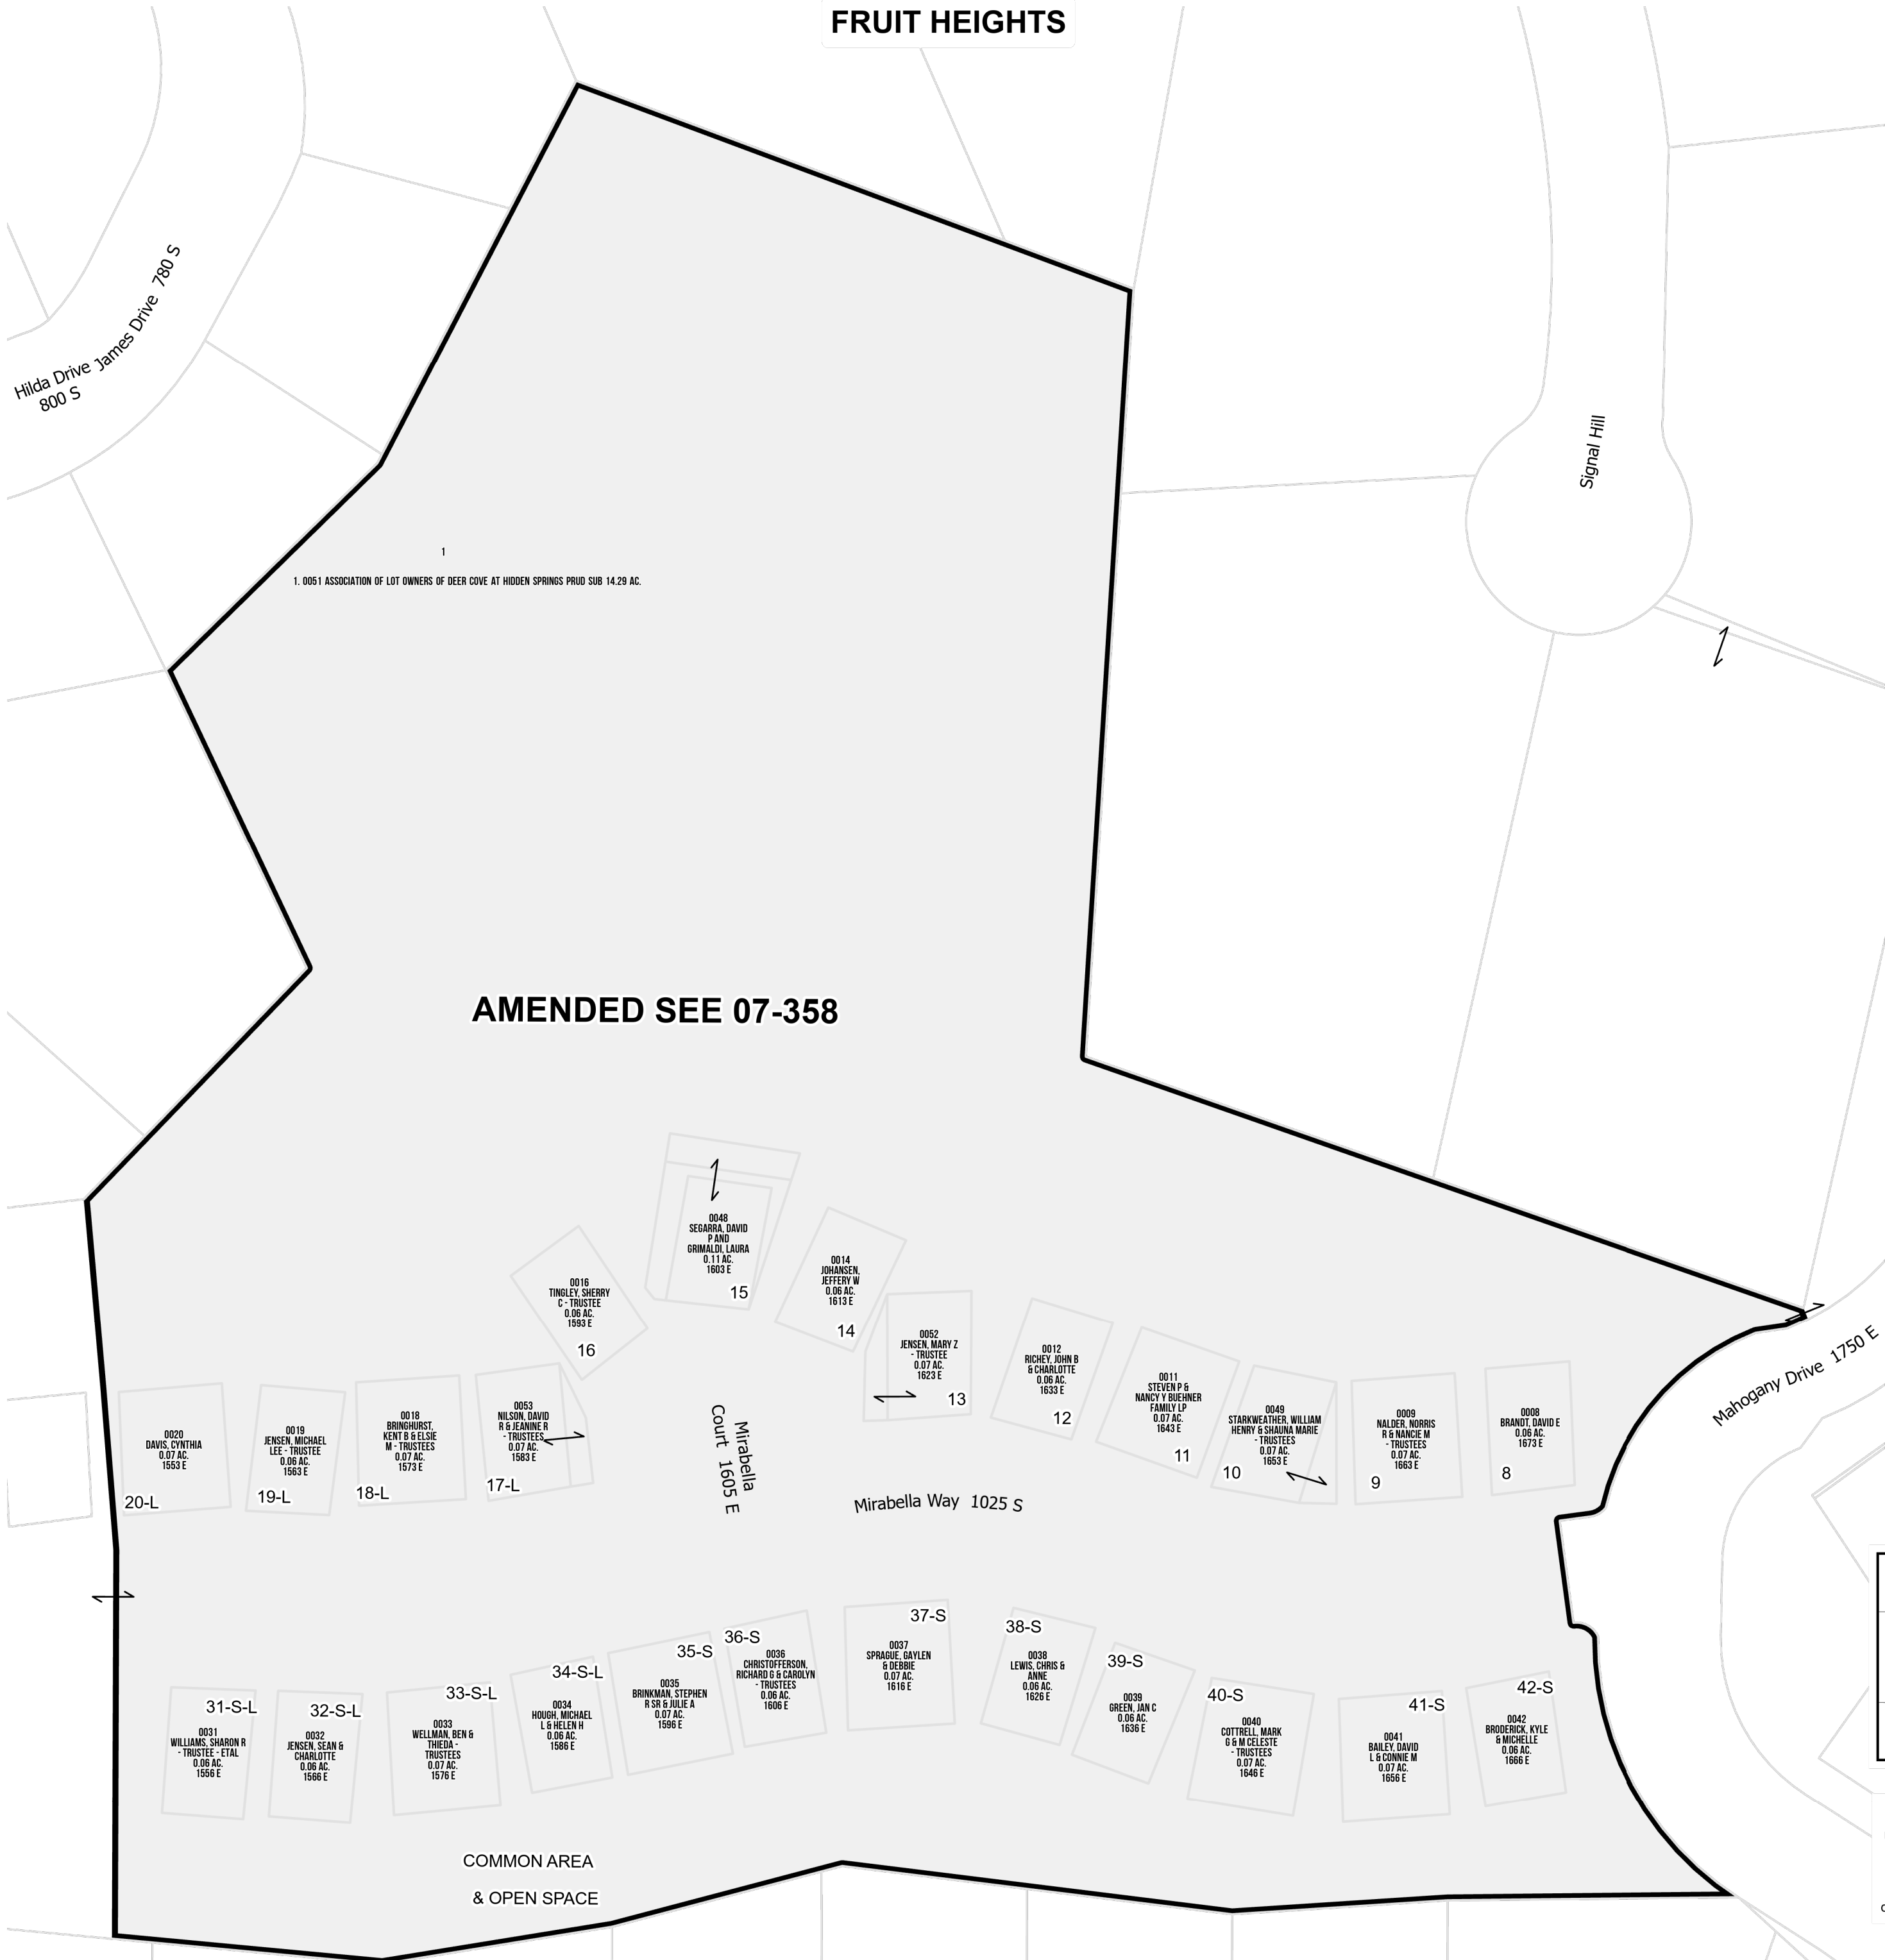 FRUIT HEIGHTS
James Drive 780 S
Hilda Drive
800 S
Signal Hill
1
1. 0051 ASSOCIATION OF LOT OWNERS OF DEER COVE AT HIDDEN SPRINGS PRUD SUB 14.29 AC.
AMENDED SEE 07-358
0048
SEGARRA, DAVID
P AND
GRIMALDI, LAURA
0.11 AC.
1603 E
15
0014
JOHANSEN,
JEFFERY W
0.06 AC.
1613 E
14
0016
TINGLEY, SHERRY
C - TRUSTEE
0.06 AC.
1593 E
16
0052
JENSEN, MARY Z
- TRUSTEE
0.07 AC.
1623 E
13
0012
RICHEY, JOHN B
& CHARLOTTE
0.06 AC.
1633 E
12
0011
STEVEN P &
NANCY Y BUEHNER
FAMILY LP
0.07 AC.
1643 E
11
0049
STARKWEATHER, WILLIAM
HENRY & SHAUNA MARIE
- TRUSTEES
0.07 AC.
1653 E
10
0009
NALDER, NORRIS
R & NANCIE M
- TRUSTEES
0.07 AC.
1663 E
9
0008
BRANDT, DAVID E
0.06 AC.
1673 E
8
Mahogany Drive 1750 E
0020
DAVIS, CYNTHIA
0.07 AC.
1553 E
20-L
0019
JENSEN, MICHAEL
LEE - TRUSTEE
0.06 AC.
1563 E
19-L
0018
BRINGHURST,
KENT B & ELSIE
M - TRUSTEES
0.07 AC.
1573 E
18-L
0053
NILSON, DAVID
R & JEANINE R
- TRUSTEES
0.07 AC.
1583 E
17-L
Mirabella
Court 1605 E
Mirabella Way 1025 S
31-S-L
0031
WILLIAMS, SHARON R
- TRUSTEE - ETAL
0.06 AC.
1556 E
32-S-L
0032
JENSEN, SEAN &
CHARLOTTE
0.06 AC.
1566 E
33-S-L
0033
WELLMAN, BEN &
THIEDA -
TRUSTEES
0.07 AC.
1576 E
34-S-L
0034
HOUGH, MICHAEL
L & HELEN H
0.06 AC.
1586 E
35-S
0035
BRINKMAN, STEPHEN
R SR & JULIE A
0.07 AC.
1596 E
36-S
0036
CHRISTOFFERSON,
RICHARD G & CAROLYN
- TRUSTEES
0.06 AC.
1606 E
37-S
0037
SPRAGUE, GAYLEN
& DEBBIE
0.07 AC.
1616 E
38-S
0038
LEWIS, CHRIS &
ANNE
0.06 AC.
1626 E
39-S
0039
GREEN, JAN C
0.06 AC.
1636 E
40-S
0040
COTTRELL, MARK
G & M CELESTE
- TRUSTEES
0.07 AC.
1646 E
41-S
0041
BAILEY, DAVID
L & CONNIE M
0.07 AC.
1656 E
42-S
0042
BRODERICK, KYLE
& MICHELLE
0.06 AC.
1666 E
COMMON AREA
& OPEN SPACE